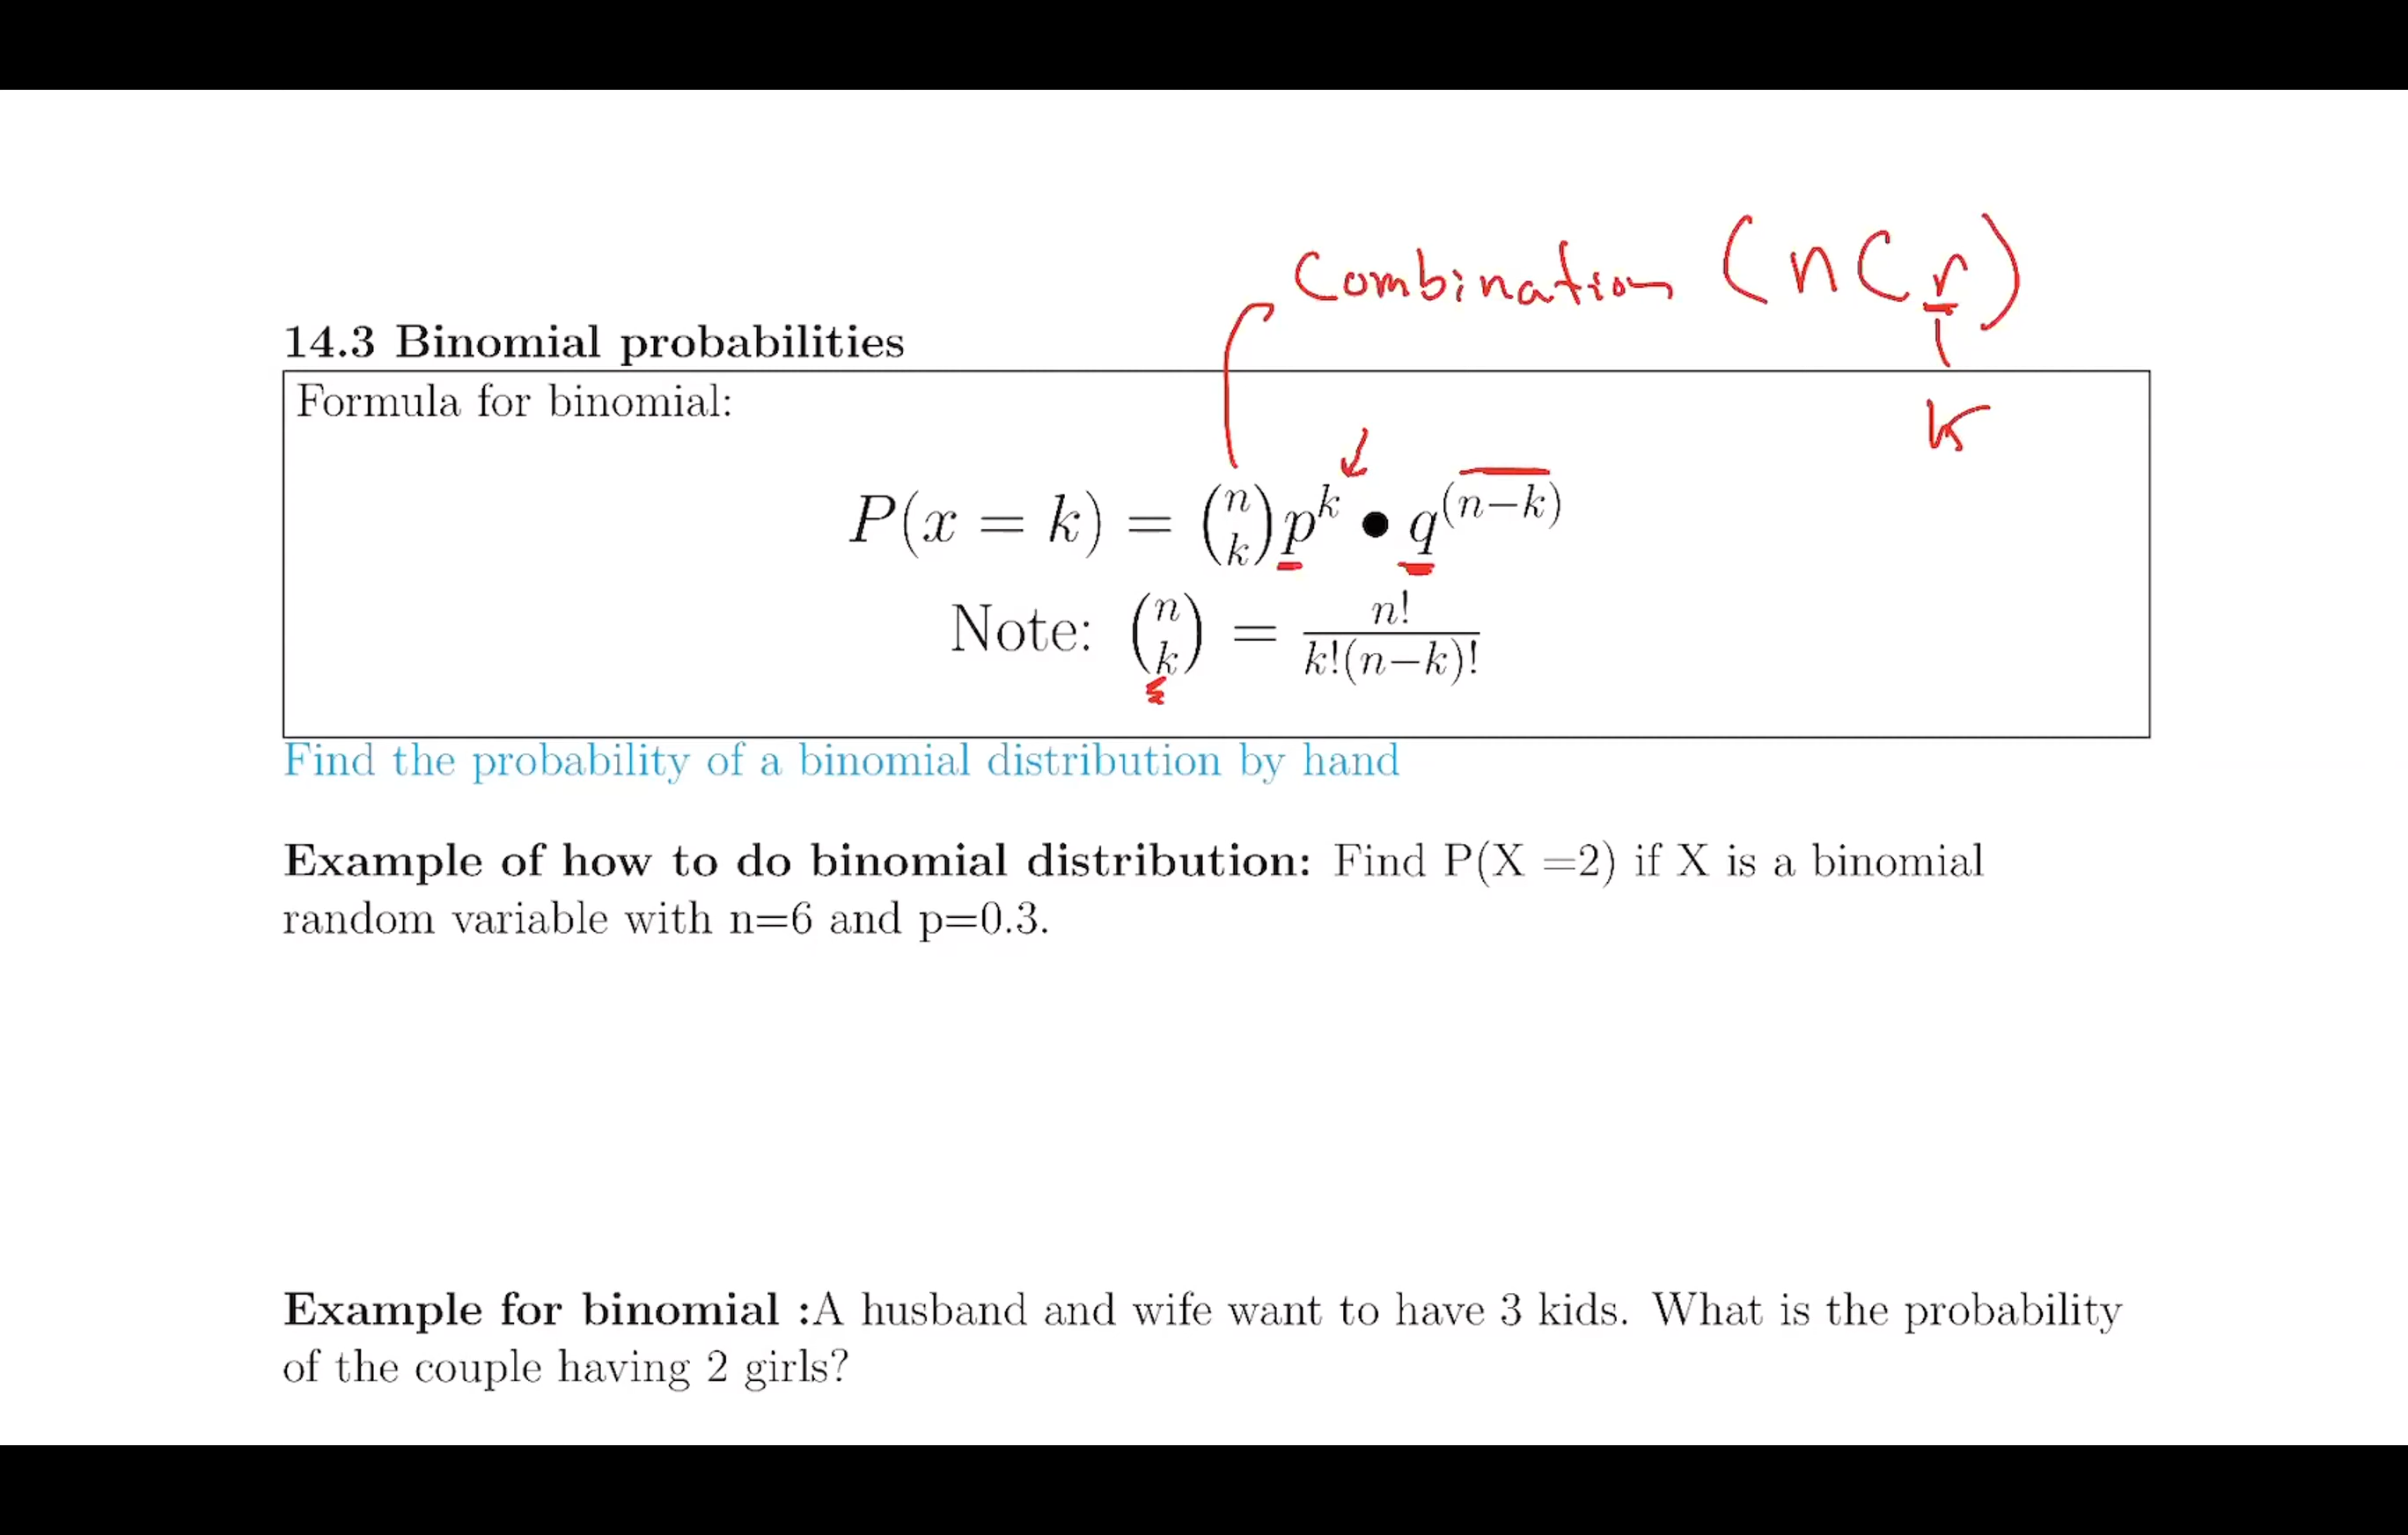 Combination (nCr)
14.3 Binomial probabilities
Formula for binomial:
k
P(x = k) = (n k) p^k • q^(n−k)
Note: (n k) = n! / k!(n−k)!
Find the probability of a binomial distribution by hand
Example of how to do binomial distribution: Find P(X =2) if X is a binomial
random variable with n=6 and p=0.3.
Example for binomial :A husband and wife want to have 3 kids. What is the probability
of the couple having 2 girls?